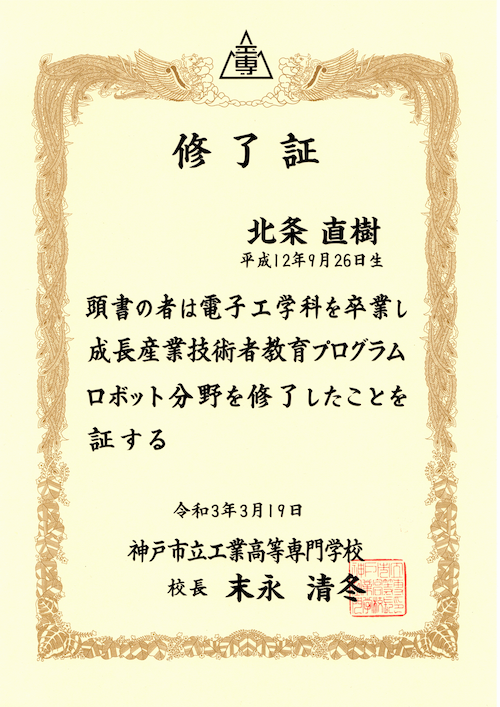 修了証
北条 直樹
平成12年9月26日生
頭書の者は電子工学科を卒業し
成長産業技術者教育プログラム
ロボット分野を修了したことを
証する
令和3年3月19日
神戸市立工業高等専門学校
校長 末永 清冬